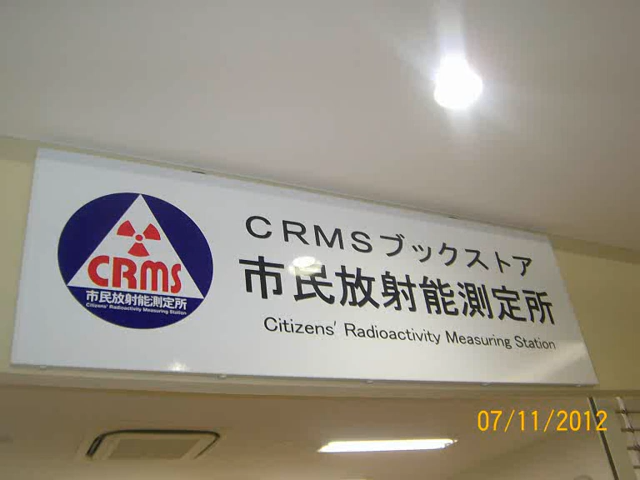 CRMS
市民放射能測定所
Citizens' Radioactivity Measuring Station
CRMSブックストア
市民放射能測定所
Citizens' Radioactivity Measuring Station
07/11/2012